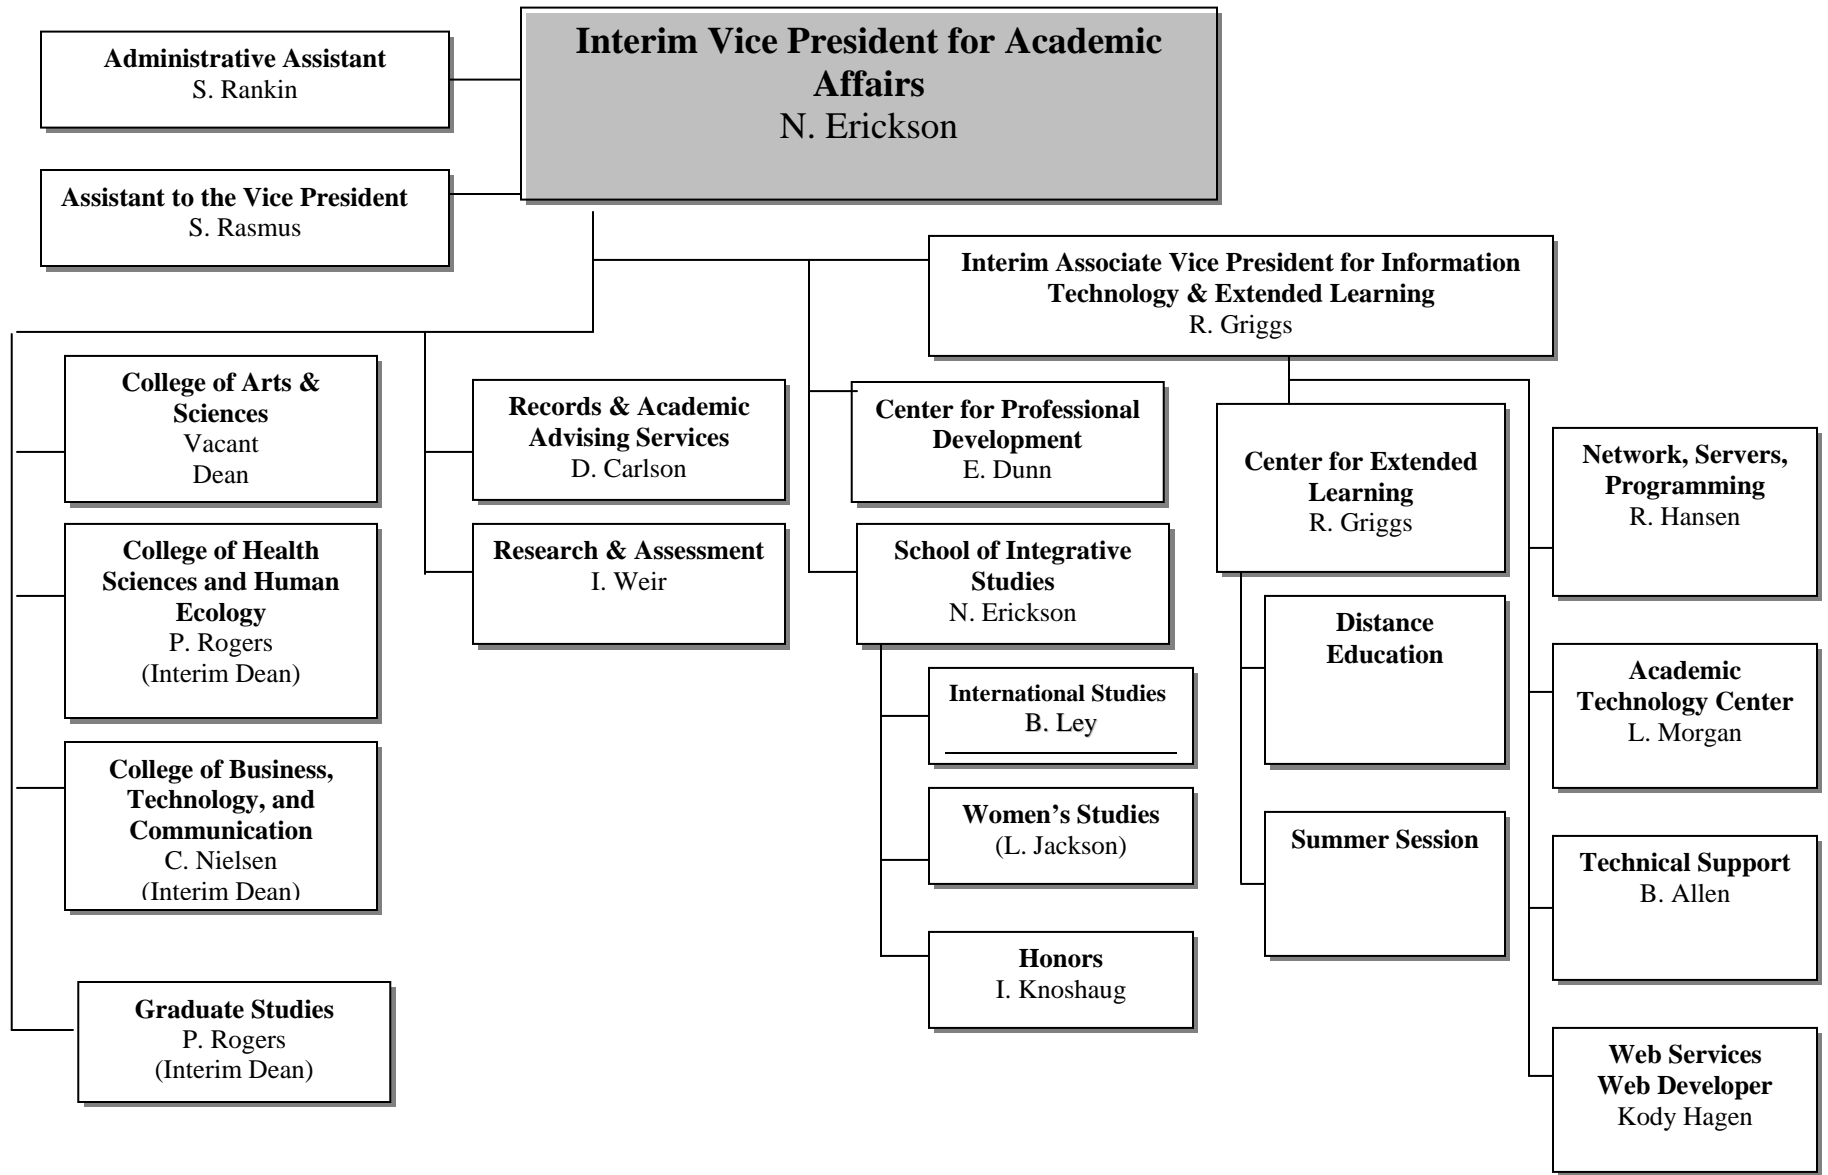 Interim Vice President for Academic
Affairs
N. Erickson
Administrative Assistant
S. Rankin
Assistant to the Vice President
S. Rasmus
Interim Associate Vice President for Information
Technology & Extended Learning
R. Griggs
College of Arts &
Sciences
Vacant
Dean
College of Health
Sciences and Human
Ecology
P. Rogers
(Interim Dean)
College of Business,
Technology, and
Communication
C. Nielsen
(Interim Dean)
Graduate Studies
P. Rogers
(Interim Dean)
Records & Academic
Advising Services
D. Carlson
Research & Assessment
I. Weir
Center for Professional
Development
E. Dunn
School of Integrative
Studies
N. Erickson
International Studies
B. Ley
Women’s Studies
(L. Jackson)
Honors
I. Knoshaug
Center for Extended
Learning
R. Griggs
Distance
Education
Summer Session
Network, Servers,
Programming
R. Hansen
Academic
Technology Center
L. Morgan
Technical Support
B. Allen
Web Services
Web Developer
Kody Hagen